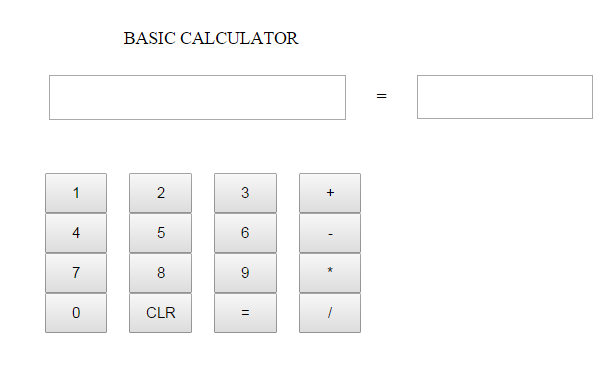 BASIC CALCULATOR
=
1 2 3 +
4 5 6 -
7 8 9 *
0 CLR = /